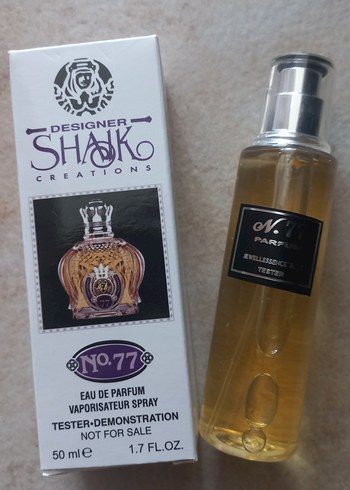 DESIGNER
SHAIK
CREATIONS
No. 77
EAU DE PARFUM
VAPORISATEUR SPRAY
TESTER•DEMONSTRATION
NOT FOR SALE
50 ml e 1.7 FL.OZ.
N. 7
PARFUM
TESTER